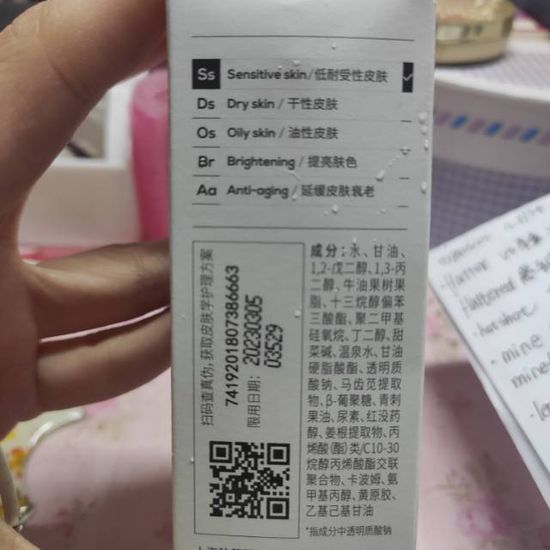 Ss Sensitive skin/低耐受性皮肤
Ds Dry skin / 干性皮肤
Os Oily skin / 油性皮肤
Br Brightening / 提亮肤色
Aa Anti-aging / 延缓皮肤衰老
扫码查真伪,获取皮肤学护理方案
7419201807386663
限用日期: 20230305
03529
成分:水、甘油、
1,2-戊二醇、1,3-丙
二醇、牛油果树果
脂、十三烷醇偏苯
三酸酯、聚二甲基
硅氧烷、丁二醇、甜
菜碱、温泉水、甘油
硬脂酸酯、透明质
酸钠、马齿苋提取
物、β-葡聚糖、青刺
果油、尿素、红没药
醇、姜根提取物、丙
烯酸(酯)类/C10-30
烷醇丙烯酸酯交联
聚合物、卡波姆、氨
甲基丙醇、黄原胶、
乙基己基甘油
*指成分中透明质酸钠
flatter
hotshot
mine
mine